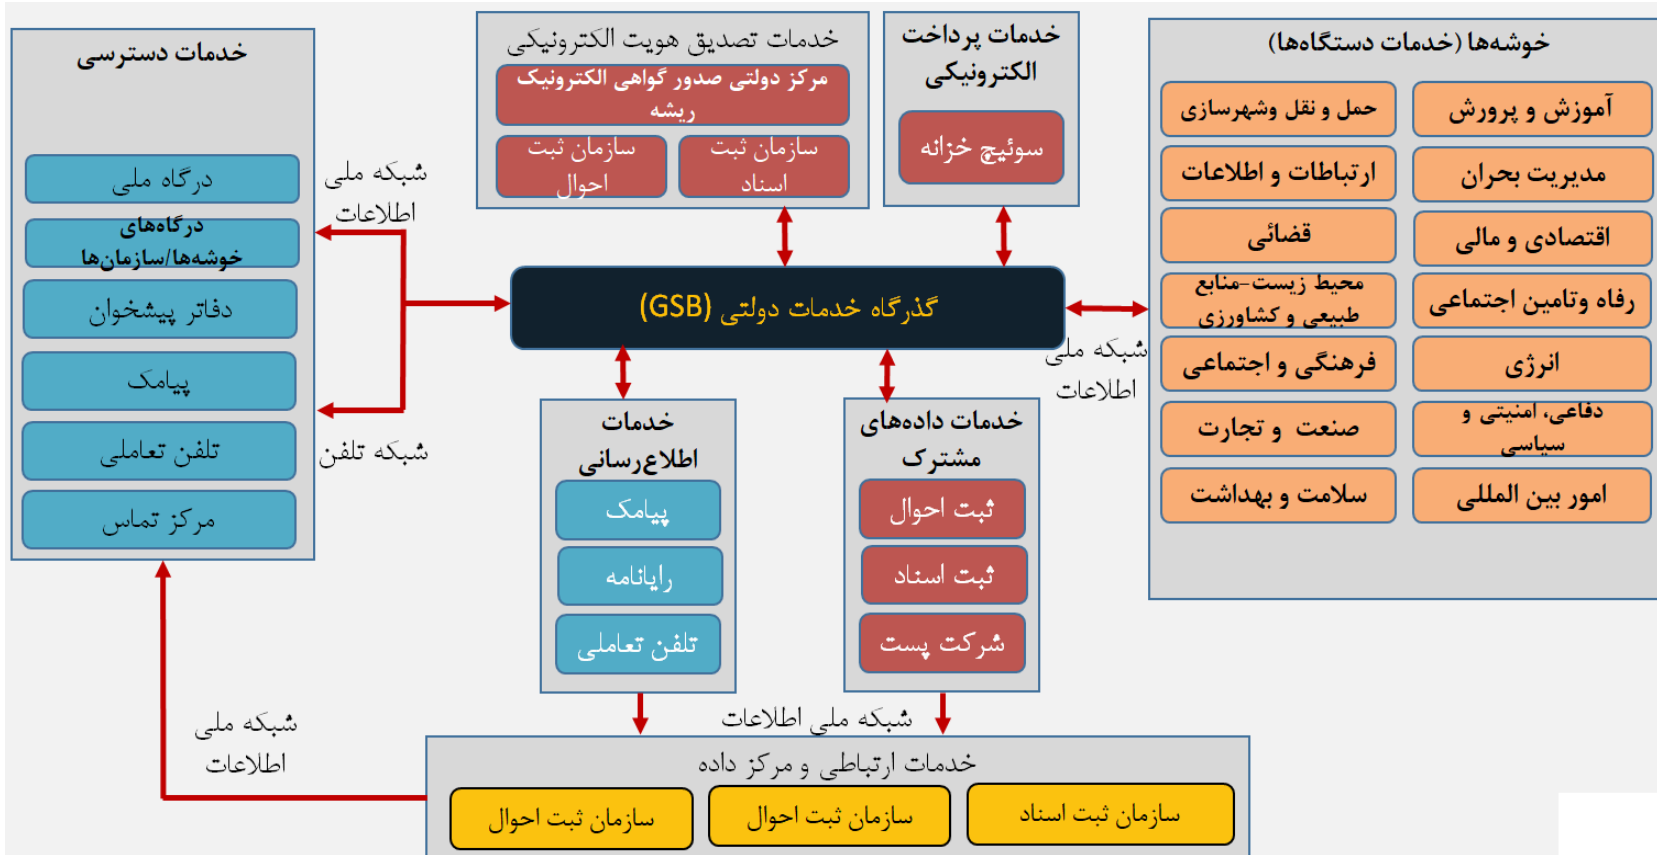 خدمات دسترسی
درگاه ملی
درگاه‌های
خوشه‌ها/سازمان‌ها
دفاتر پیشخوان
پیامک
تلفن تعاملی
مرکز تماس
شبکه ملی
اطلاعات
شبکه تلفن
خدمات تصدیق هویت الکترونیکی
مرکز دولتی صدور گواهی الکترونیک
ریشه
سازمان ثبت
اسناد
سازمان ثبت
احوال
خدمات پرداخت
الکترونیکی
سوئیچ خزانه
گذرگاه خدمات دولتی (GSB)
شبکه ملی
اطلاعات
خوشه‌ها (خدمات دستگاه‌ها)
آموزش و پرورش
حمل و نقل وشهرسازی
مدیریت بحران
ارتباطات و اطلاعات
اقتصادی و مالی
قضائی
رفاه وتامین اجتماعی
محیط زیست-منابع
طبیعی و کشاورزی
انرژی
فرهنگی و اجتماعی
دفاعی، امنیتی و
سیاسی
صنعت و تجارت
امور بین المللی
سلامت و بهداشت
خدمات داده‌های
مشترک
ثبت احوال
ثبت اسناد
شرکت پست
خدمات
اطلاع‌رسانی
پیامک
رایانامه
تلفن تعاملی
شبکه ملی اطلاعات
شبکه ملی
اطلاعات
خدمات ارتباطی و مرکز داده
سازمان ثبت اسناد
سازمان ثبت احوال
سازمان ثبت احوال